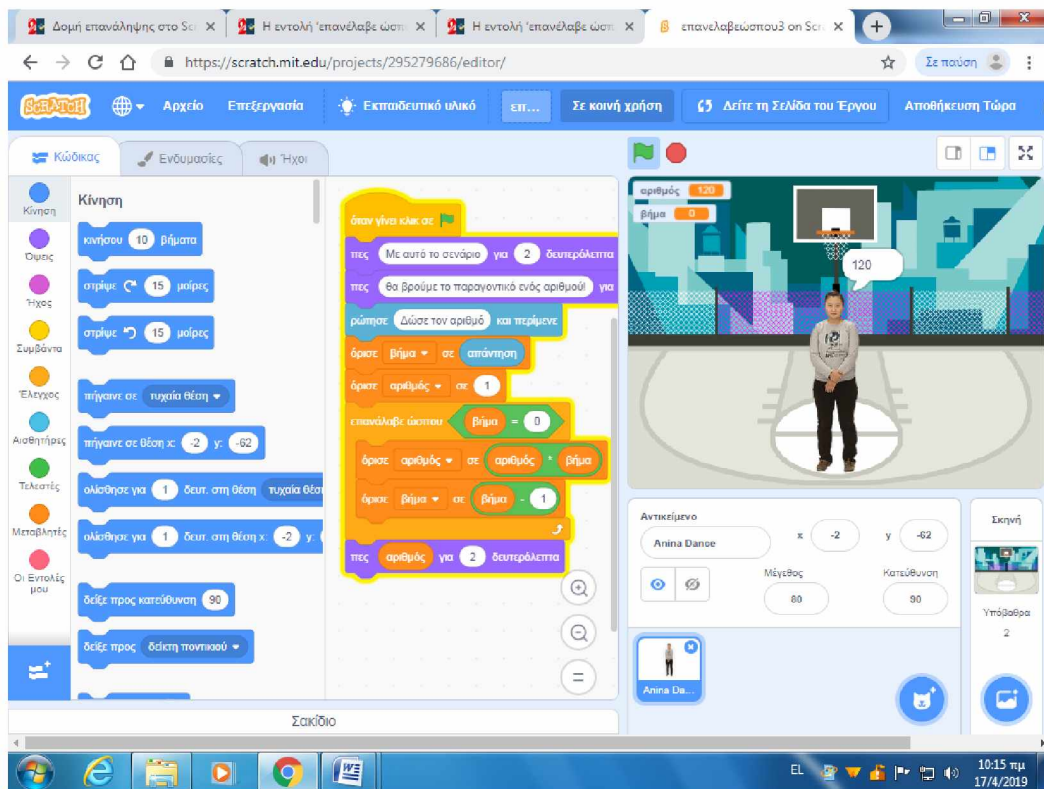 Δομή επανάληψης στο Sc
Η εντολή 'επανέλαβε ώσπ
Η εντολή 'επανέλαβε ώσπ
επανελαβεώσπου3 on Scr
https://scratch.mit.edu/projects/295279686/editor/
Σε παύση
SCRATCH
Αρχείο
Επεξεργασία
Εκπαιδευτικό υλικό
επ...
Σε κοινή χρήση
Δείτε τη Σελίδα του Έργου
Αποθήκευση Τώρα
Κώδικας
Ενδυμασίες
Ήχοι
Κίνηση
Όψεις
Ήχος
Συμβάντα
Έλεγχος
Αισθητήρες
Τελεστές
Μεταβλητές
Οι Εντολές μου
Κίνηση
κινήσου 10 βήματα
στρίψε 15 μοίρες
στρίψε 15 μοίρες
πήγαινε σε τυχαία θέση
πήγαινε σε θέση x: -2 y: -62
ολίσθησε για 1 δευτ. στη θέση τυχαία θέσ
ολίσθησε για 1 δευτ. στη θέση x: -2 y:
δείξε προς κατεύθυνση 90
δείξε προς δείκτη ποντικιού
όταν γίνει κλικ σε
πες Με αυτό το σενάριο για 2 δευτερόλεπτα
πες θα βρούμε το παραγοντικό ενός αριθμού! για
ρώτησε Δώσε τον αριθμό και περίμενε
όρισε βήμα σε απάντηση
όρισε αριθμός σε 1
επανάλαβε ώσπου βήμα = 0
όρισε αριθμός σε αριθμός * βήμα
όρισε βήμα σε βήμα - 1
πες αριθμός για 2 δευτερόλεπτα
αριθμός 120
βήμα 0
120
Αντικείμενο
Anina Dance
x -2
y -62
Μέγεθος
80
Κατεύθυνση
90
Anina Da...
Σκηνή
Υπόβαθρα
2
Σακίδιο
EL
10:15 πμ
17/4/2019